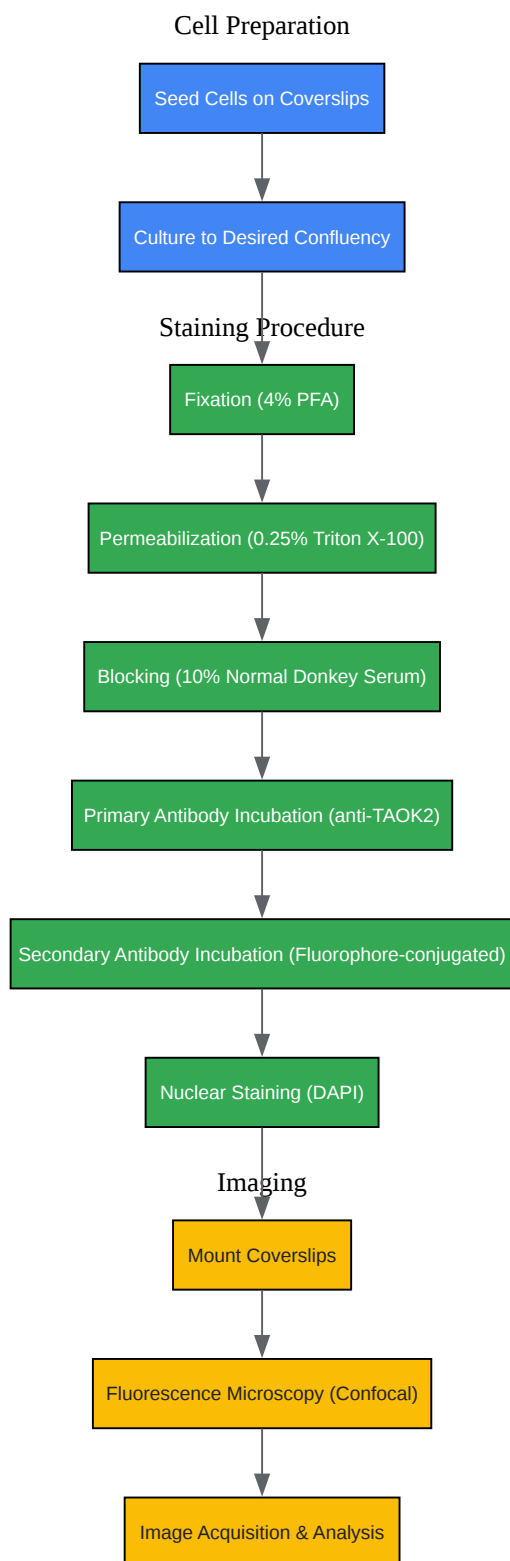 Cell Preparation
Seed Cells on Coverslips
Culture to Desired Confluency
Staining Procedure
Fixation (4% PFA)
Permeabilization (0.25% Triton X-100)
Blocking (10% Normal Donkey Serum)
Primary Antibody Incubation (anti-TAOK2)
Secondary Antibody Incubation (Fluorophore-conjugated)
Nuclear Staining (DAPI)
Imaging
Mount Coverslips
Fluorescence Microscopy (Confocal)
Image Acquisition & Analysis